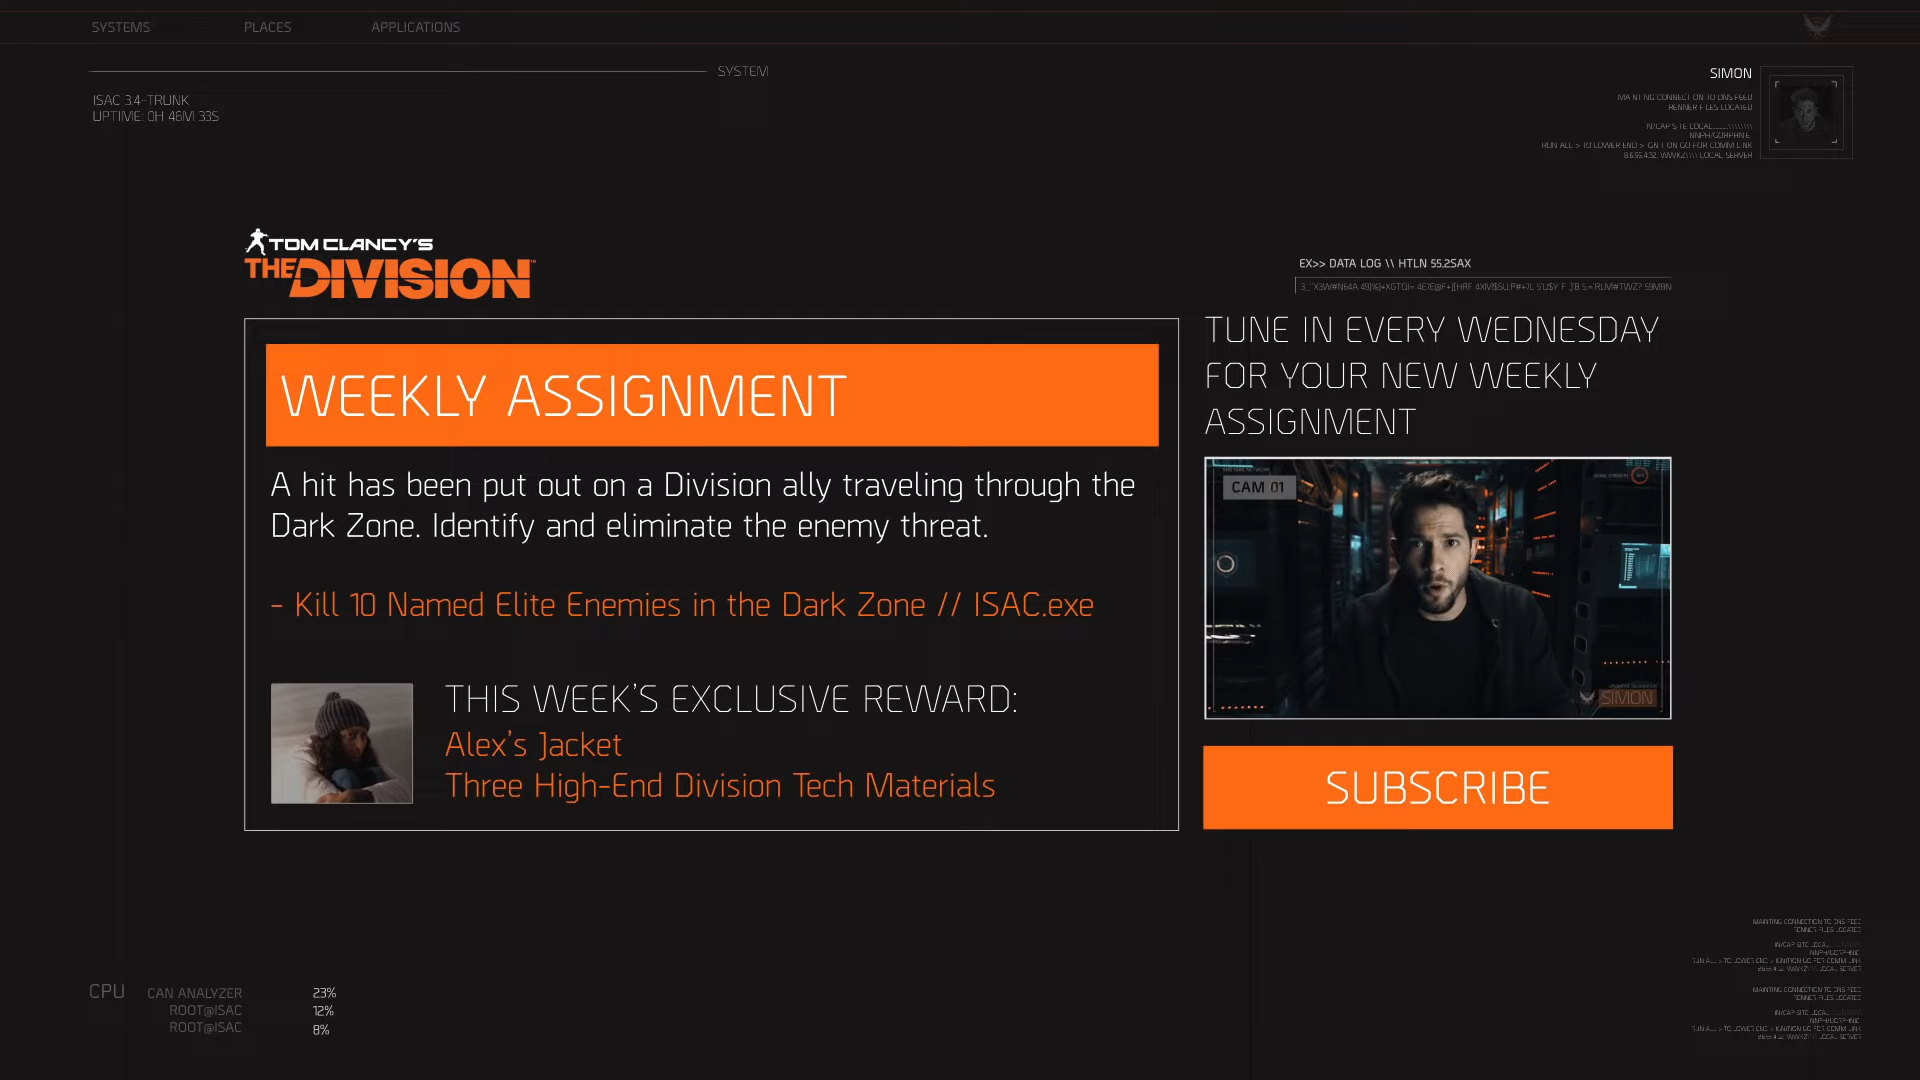 SYSTEMS PLACES APPLICATIONS
SYSTEM
ISAC 3.4-TRUNK
UPTIME: 0H 46M 33S
SIMON
RENNER FILES LOCATED
TOM CLANCY'S
THE DIVISION
EX>> DATA LOG \\ HTLN 55.2SAX
WEEKLY ASSIGNMENT
A hit has been put out on a Division ally traveling through the
Dark Zone. Identify and eliminate the enemy threat.
- Kill 10 Named Elite Enemies in the Dark Zone // ISAC.exe
THIS WEEK'S EXCLUSIVE REWARD:
Alex's Jacket
Three High-End Division Tech Materials
TUNE IN EVERY WEDNESDAY
FOR YOUR NEW WEEKLY
ASSIGNMENT
CAM 01
SIMON
SUBSCRIBE
CPU CAN ANALYZER 23%
ROOT@ISAC 12%
ROOT@ISAC 8%